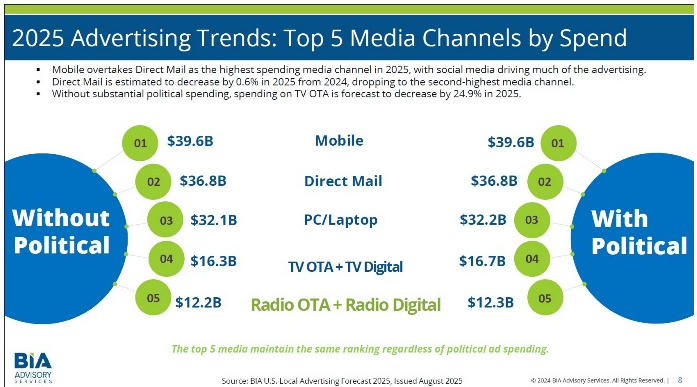 2025 Advertising Trends: Top 5 Media Channels by Spend
▪ Mobile overtakes Direct Mail as the highest spending media channel in 2025, with social media driving much of the advertising.
▪ Direct Mail is estimated to decrease by 0.6% in 2025 from 2024, dropping to the second-highest media channel.
▪ Without substantial political spending, spending on TV OTA is forecast to decrease by 24.9% in 2025.
Without
Political
01 $39.6B Mobile $39.6B 01
02 $36.8B Direct Mail $36.8B 02
03 $32.1B PC/Laptop $32.2B 03
04 $16.3B TV OTA + TV Digital $16.7B 04
05 $12.2B Radio OTA + Radio Digital $12.3B 05
With
Political
The top 5 media maintain the same ranking regardless of political ad spending.
BIA
ADVISORY
SERVICES
Source: BIA U.S. Local Advertising Forecast 2025, Issued August 2025
© 2024 BIA Advisory Services. All Rights Reserved. | 8